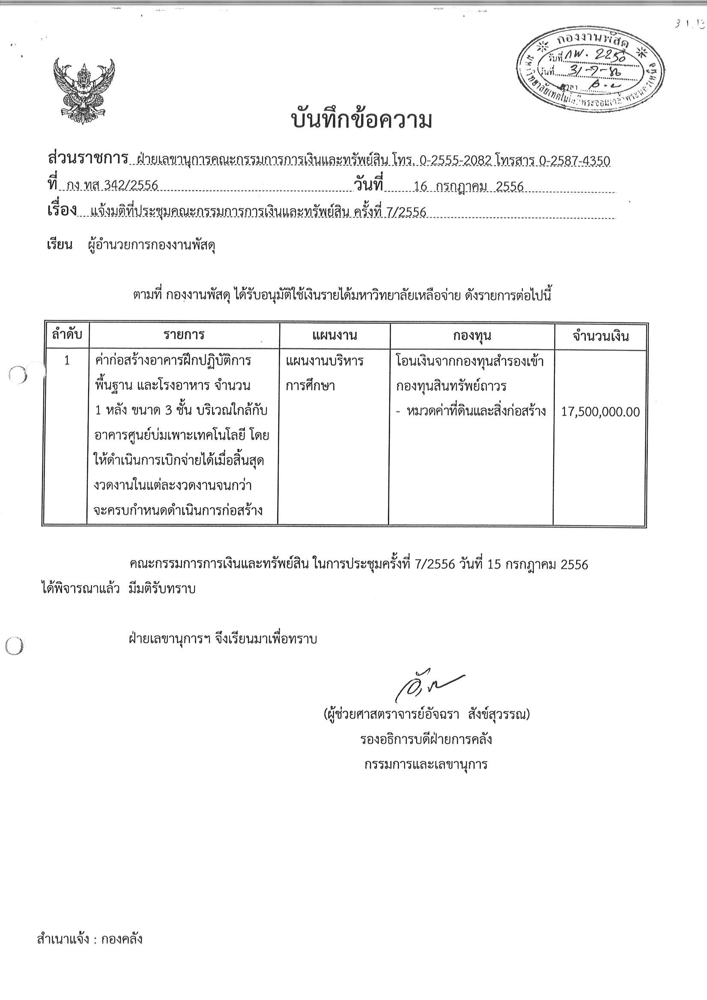 กองงานพัสดุ
รับที่ กพ. 2250
วันที่ 31-7-56
เวลา
มหาวิทยาลัยเทคโนโลยีพระจอมเกล้าพระนครเหนือ
บันทึกข้อความ
ส่วนราชการ ฝ่ายเลขานุการคณะกรรมการการเงินและทรัพย์สิน โทร. 0-2555-2082 โทรสาร 0-2587-4350
ที่ กง ทส 342/2556 วันที่ 16 กรกฎาคม 2556
เรื่อง แจ้งมติที่ประชุมคณะกรรมการการเงินและทรัพย์สิน ครั้งที่ 7/2556
เรียน ผู้อำนวยการกองงานพัสดุ
ตามที่ กองงานพัสดุ ได้รับอนุมัติใช้เงินรายได้มหาวิทยาลัยเหลือจ่าย ดังรายการต่อไปนี้
ลำดับ รายการ แผนงาน กองทุน จำนวนเงิน
1 ค่าก่อสร้างอาคารฝึกปฏิบัติการ แผนงานบริหาร โอนเงินจากกองทุนสำรองเข้า
พื้นฐาน และโรงอาหาร จำนวน การศึกษา กองทุนสินทรัพย์ถาวร
1 หลัง ขนาด 3 ชั้น บริเวณใกล้กับ - หมวดค่าที่ดินและสิ่งก่อสร้าง 17,500,000.00
อาคารศูนย์บ่มเพาะเทคโนโลยี โดย
ให้ดำเนินการเบิกจ่ายได้เมื่อสิ้นสุด
งวดงานในแต่ละงวดงานจนกว่า
จะครบกำหนดดำเนินการก่อสร้าง
คณะกรรมการการเงินและทรัพย์สิน ในการประชุมครั้งที่ 7/2556 วันที่ 15 กรกฎาคม 2556
ได้พิจารณาแล้ว มีมติรับทราบ
ฝ่ายเลขานุการฯ จึงเรียนมาเพื่อทราบ
(ผู้ช่วยศาสตราจารย์อัจฉรา สังข์สุวรรณ)
รองอธิการบดีฝ่ายการคลัง
กรรมการและเลขานุการ
สำเนาแจ้ง : กองคลัง